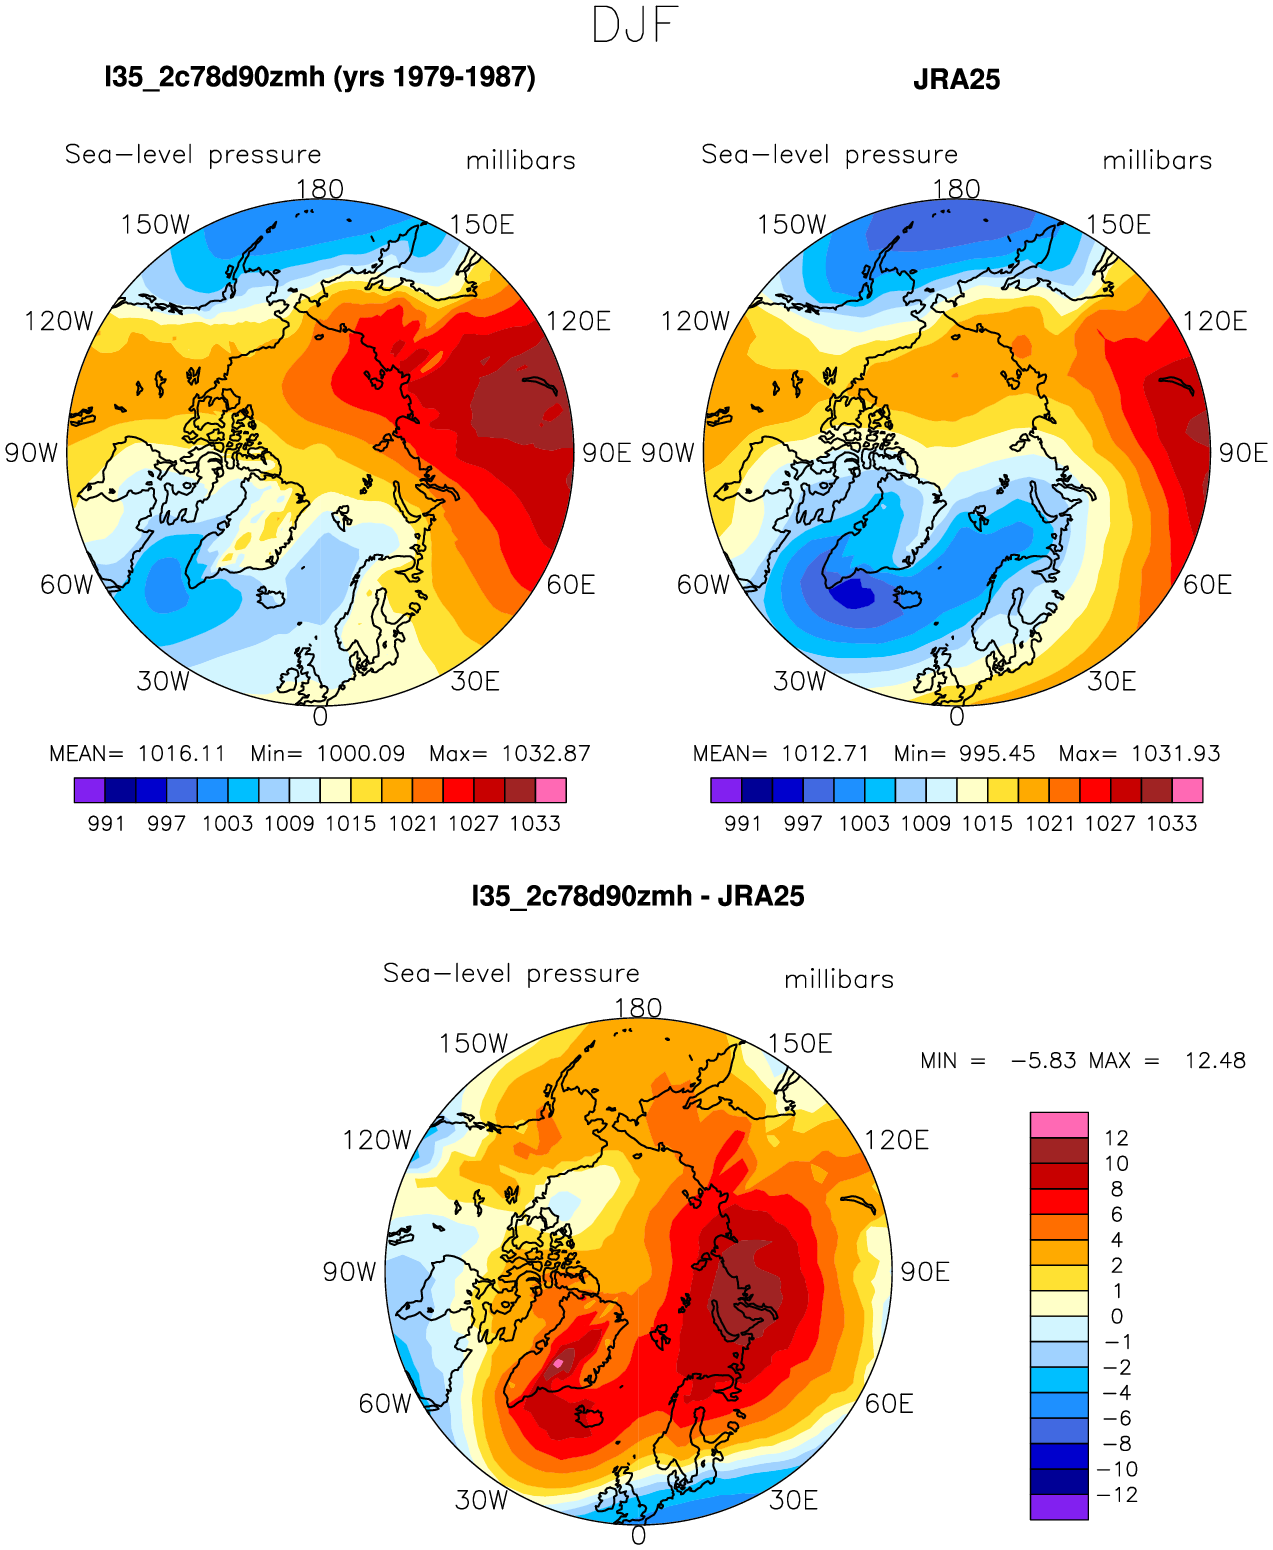 DJF
I35_2c78d90zmh (yrs 1979-1987)
Sea-level pressure millibars
180
150W 150E
120W 120E
90W 90E
60W 60E
30W 30E
0
MEAN= 1016.11 Min= 1000.09 Max= 1032.87
991 997 1003 1009 1015 1021 1027 1033
JRA25
Sea-level pressure millibars
180
150W 150E
120W 120E
90W 90E
60W 60E
30W 30E
0
MEAN= 1012.71 Min= 995.45 Max= 1031.93
991 997 1003 1009 1015 1021 1027 1033
I35_2c78d90zmh - JRA25
Sea-level pressure millibars
180
150W 150E
120W 120E
90W 90E
60W 60E
30W 30E
0
MIN = -5.83 MAX = 12.48
12
10
8
6
4
2
1
0
-1
-2
-4
-6
-8
-10
-12